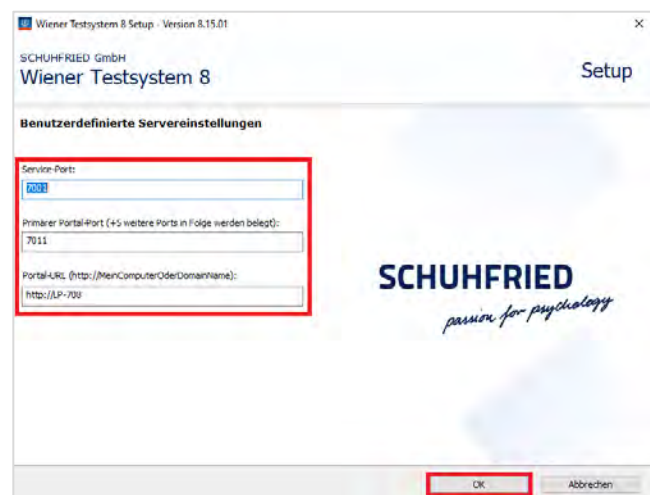 Wiener Testsystem 8 Setup - Version 8.15.01
SCHUHFRIED GmbH
Wiener Testsystem 8
Setup
Benutzerdefinierte Servereinstellungen
Service-Port:
7001
Primärer Portal-Port (+5 weitere Ports in Folge werden belegt):
7011
Portal-URL (http://MeinComputerOderDomainName):
http://LP-700
SCHUHFRIED
passion for psychology
OK
Abbrechen